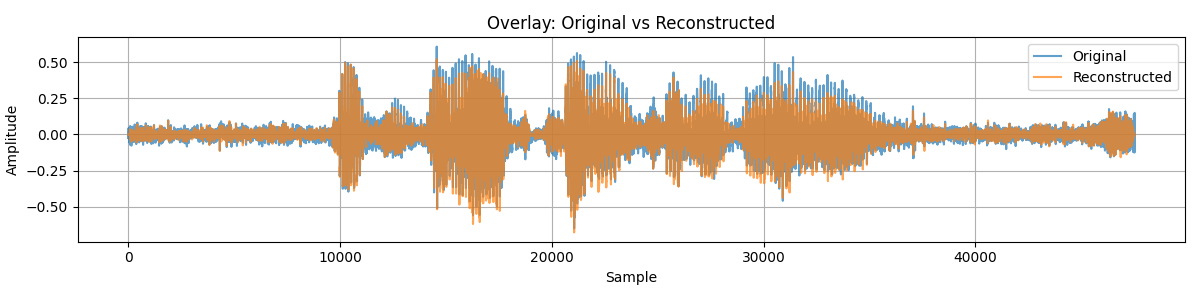 Overlay: Original vs Reconstructed
Original
Reconstructed
Amplitude
0.50
0.25
0.00
−0.25
−0.50
0
10000
20000
30000
40000
Sample